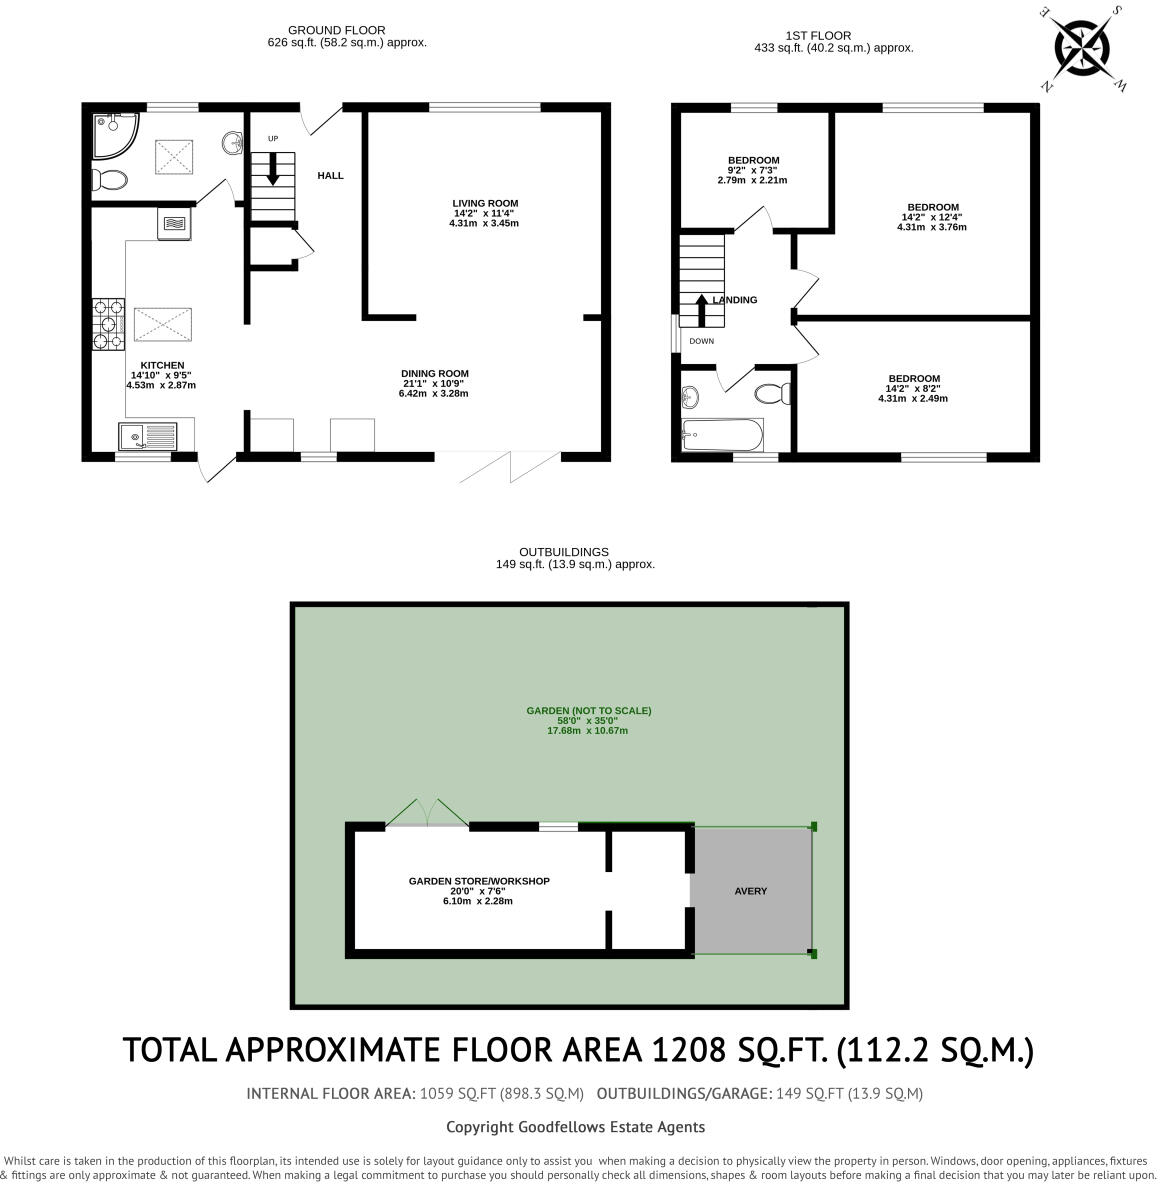 GROUND FLOOR
626 sq.ft. (58.2 sq.m.) approx.
1ST FLOOR
433 sq.ft. (40.2 sq.m.) approx.
E
S
N
W
UP
HALL
LIVING ROOM
14'2" x 11'4"
4.31m x 3.45m
KITCHEN
14'10" x 9'5"
4.53m x 2.87m
DINING ROOM
21'1" x 10'9"
6.42m x 3.28m
BEDROOM
9'2" x 7'3"
2.79m x 2.21m
BEDROOM
14'2" x 12'4"
4.31m x 3.76m
LANDING
DOWN
BEDROOM
14'2" x 8'2"
4.31m x 2.49m
OUTBUILDINGS
149 sq.ft. (13.9 sq.m.) approx.
GARDEN (NOT TO SCALE)
58'0" x 35'0"
17.68m x 10.67m
GARDEN STORE/WORKSHOP
20'0" x 7'6"
6.10m x 2.28m
AVERY
TOTAL APPROXIMATE FLOOR AREA 1208 SQ.FT. (112.2 SQ.M.)
INTERNAL FLOOR AREA: 1059 SQ.FT (898.3 SQ.M) OUTBUILDINGS/GARAGE: 149 SQ.FT (13.9 SQ.M)
Copyright Goodfellows Estate Agents
Whilst care is taken in the production of this floorplan, its intended use is solely for layout guidance only to assist you when making a decision to physically view the property in person. Windows, door opening, appliances, fixtures
& fittings are only approximate & not guaranteed. When making a legal commitment to purchase you should personally check all dimensions, shapes & room layouts before making a final decision that you may later be reliant upon.